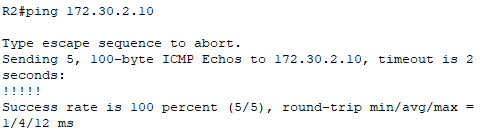 R2#ping 172.30.2.10
Type escape sequence to abort.
Sending 5, 100-byte ICMP Echos to 172.30.2.10, timeout is 2
seconds:
!!!!!
Success rate is 100 percent (5/5), round-trip min/avg/max =
1/4/12 ms